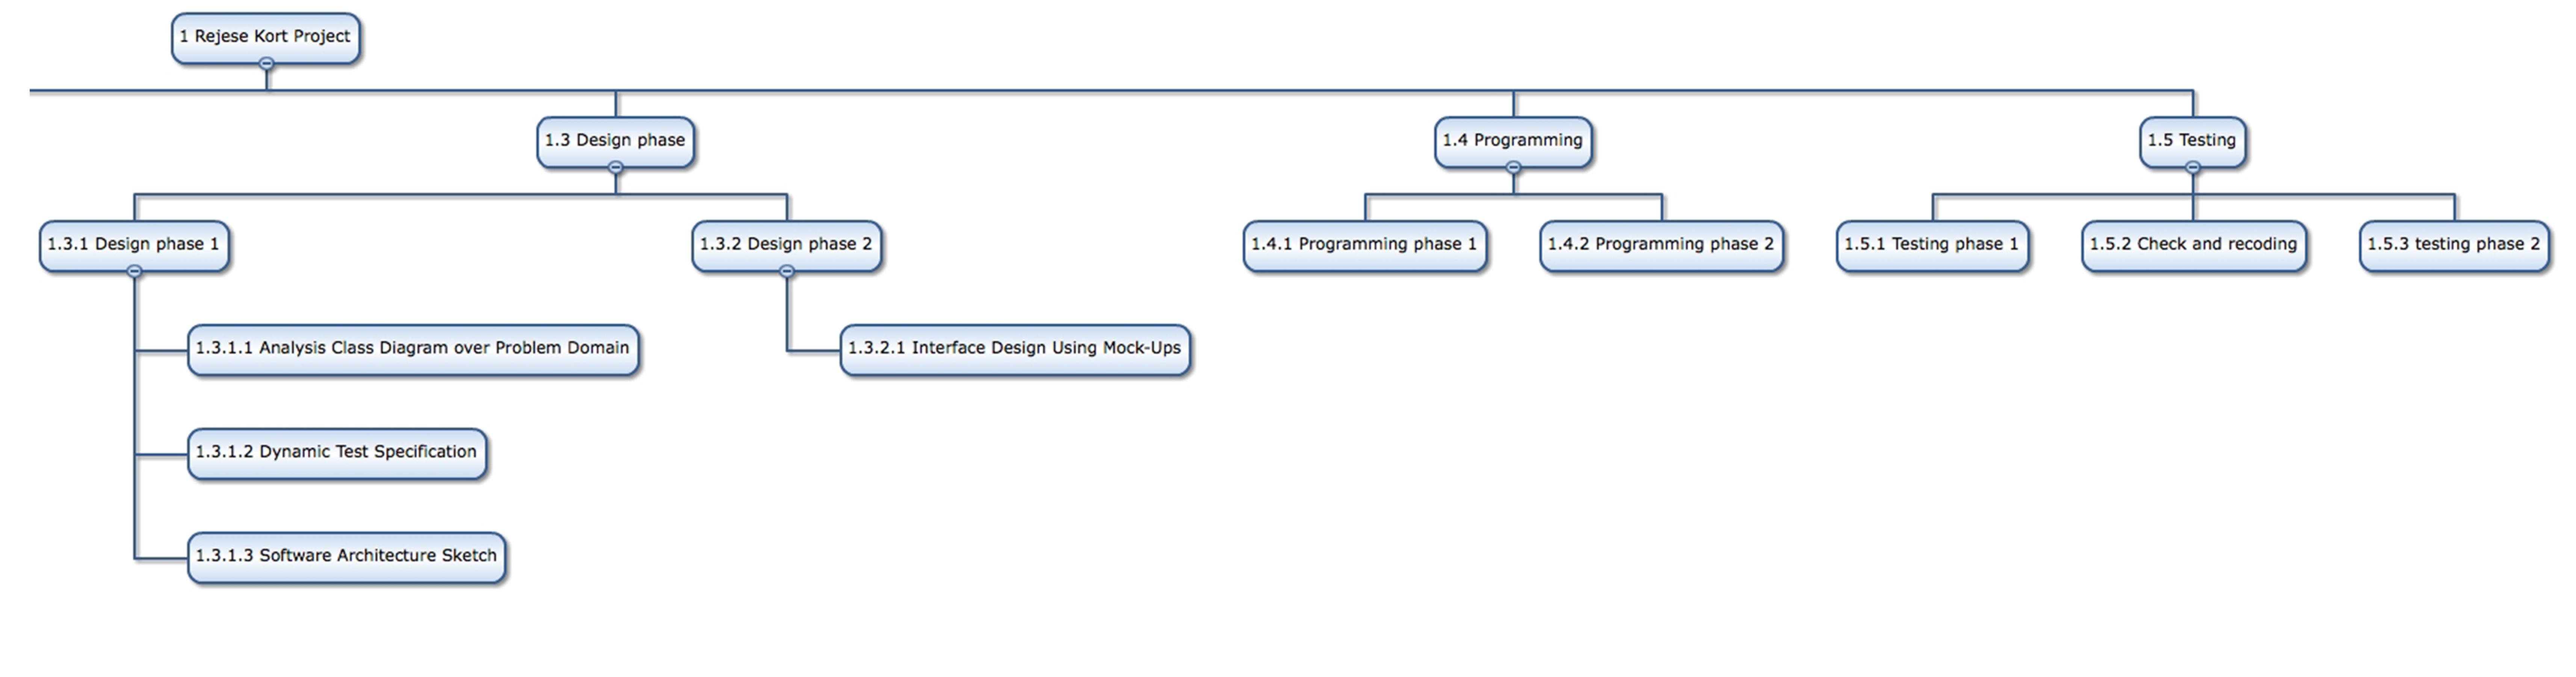 1 Rejese Kort Project
1.3 Design phase
1.4 Programming
1.5 Testing
1.3.1 Design phase 1
1.3.2 Design phase 2
1.4.1 Programming phase 1
1.4.2 Programming phase 2
1.5.1 Testing phase 1
1.5.2 Check and recoding
1.5.3 testing phase 2
1.3.1.1 Analysis Class Diagram over Problem Domain
1.3.2.1 Interface Design Using Mock-Ups
1.3.1.2 Dynamic Test Specification
1.3.1.3 Software Architecture Sketch